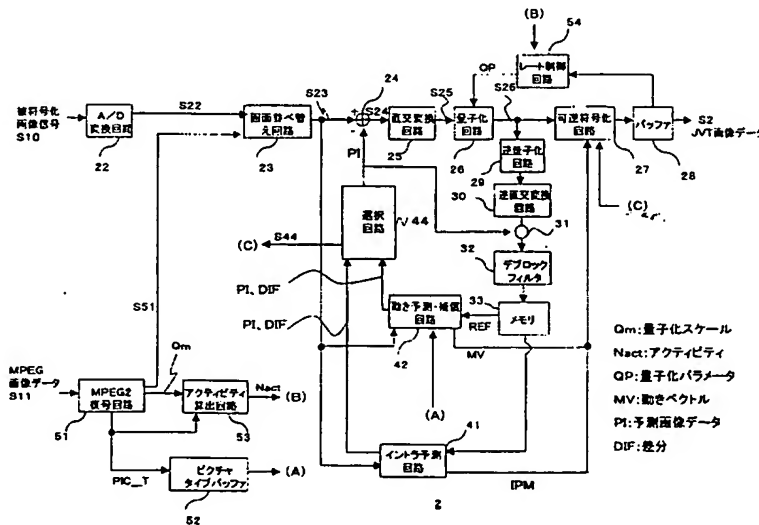 (B)
54
レート制御
回路
QP
被符号化
画像信号
S10
A/D
変換回路
22
S22
画面並べ替
え回路
23
S23
24
S24
直交変換
回路
25
S25
量子化
回路
26
S26
可逆符号化
回路
27
バッファ
28
S2
JVT画像データ
PI
逆量子化
回路
29
逆直交変換
回路
30
31
(C)
選択
回路
44
S44
(C)
デブロック
フィルタ
32
PI、DIF
PI、DIF
動き予測・補償
回路
42
REF
MV
メモリ
33
S51
(A)
MPEG
画像データ
S11
MPEG2
復号回路
51
Qm
アクティビティ
算出回路
53
Nact
(B)
PIC_T
ピクチャ
タイプバッファ
52
(A)
イントラ予測
回路
41
IPM
2
Qm:量子化スケール
Nact:アクティビティ
QP:量子化パラメータ
MV:動きベクトル
PI:予測画像データ
DIF:差分